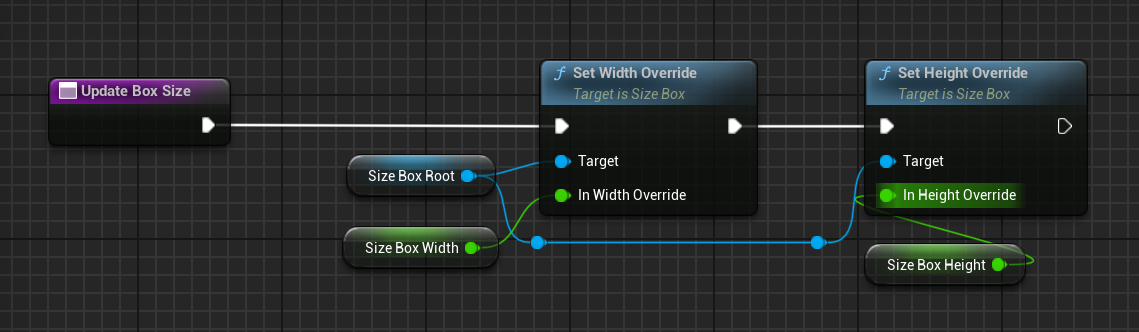 Update Box Size
Set Width Override
Target is Size Box
Set Height Override
Target is Size Box
Size Box Root
Target
In Width Override
Target
In Height Override
Size Box Width
Size Box Height